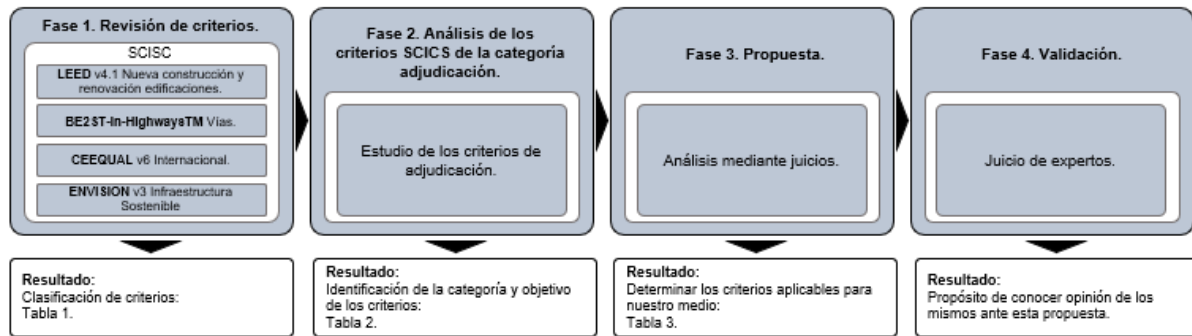 Fase 1. Revisión de criterios.
SCISC
LEED v4.1 Nueva construcción y
renovación edificaciones.
BE2ST-In-HighwaysTM Vías.
CEEQUAL v6 Internacional.
ENVISION v3 Infraestructura
Sostenible
Resultado:
Clasificación de criterios:
Tabla 1.
Fase 2. Análisis de los
criterios SCICS de la categoría
adjudicación.
Estudio de los criterios de
adjudicación.
Resultado:
Identificación de la categoría y objetivo
de los criterios:
Tabla 2.
Fase 3. Propuesta.
Análisis mediante juicios.
Resultado:
Determinar los criterios aplicables para
nuestro medio:
Tabla 3.
Fase 4. Validación.
Juicio de expertos.
Resultado:
Propósito de conocer opinión de los
mismos ante esta propuesta.